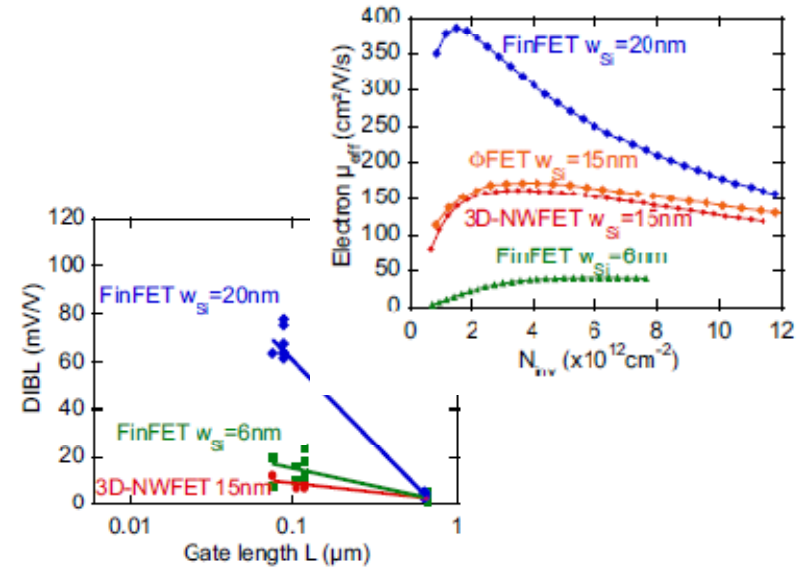 400
350
300
250
200
150
100
50
0
Electron μeff (cm²/V/s)
FinFET wSi=20nm
ΦFET wSi=15nm
3D-NWFET wSi=15nm
FinFET wSi=6nm
0 2 4 6 8 10 12
Ninv (x10¹²cm⁻²)
120
100
80
60
40
20
0
DIBL (mV/V)
FinFET wSi=20nm
FinFET wSi=6nm
3D-NWFET 15nm
0.01 0.1 1
Gate length L (µm)